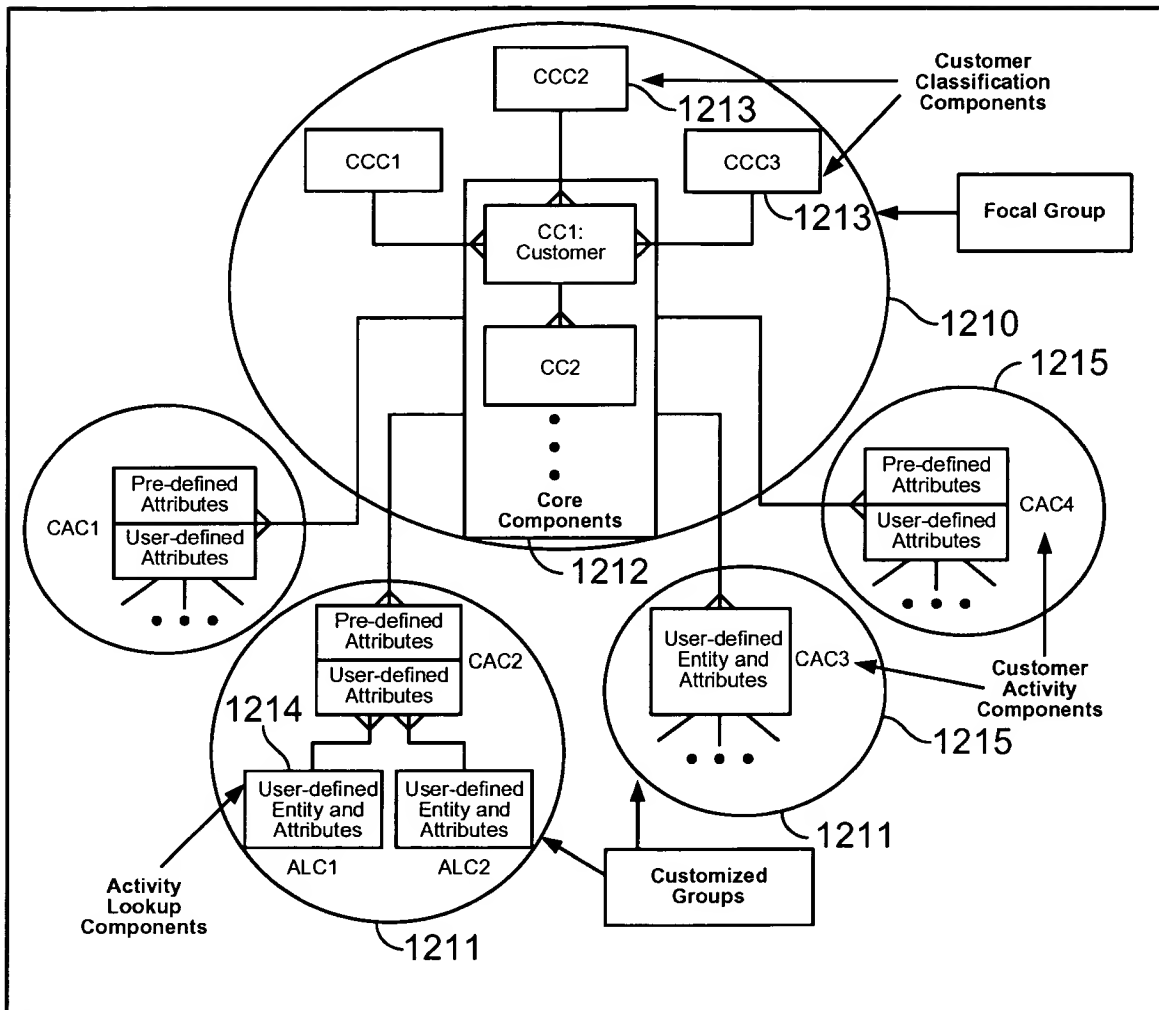 CCC2
1213
Customer
Classification
Components
CCC1
CCC3
1213
Focal Group
CC1:
Customer
1210
CC2
1215
Pre-defined
Attributes
User-defined
Attributes
CAC1
Core
Components
Pre-defined
Attributes
User-defined
Attributes
CAC4
1212
Pre-defined
Attributes
User-defined
Attributes
CAC2
User-defined
Entity and
Attributes
CAC3
Customer
Activity
Components
1214
1215
User-defined
Entity and
Attributes
User-defined
Entity and
Attributes
1211
ALC1
ALC2
Customized
Groups
Activity
Lookup
Components
1211